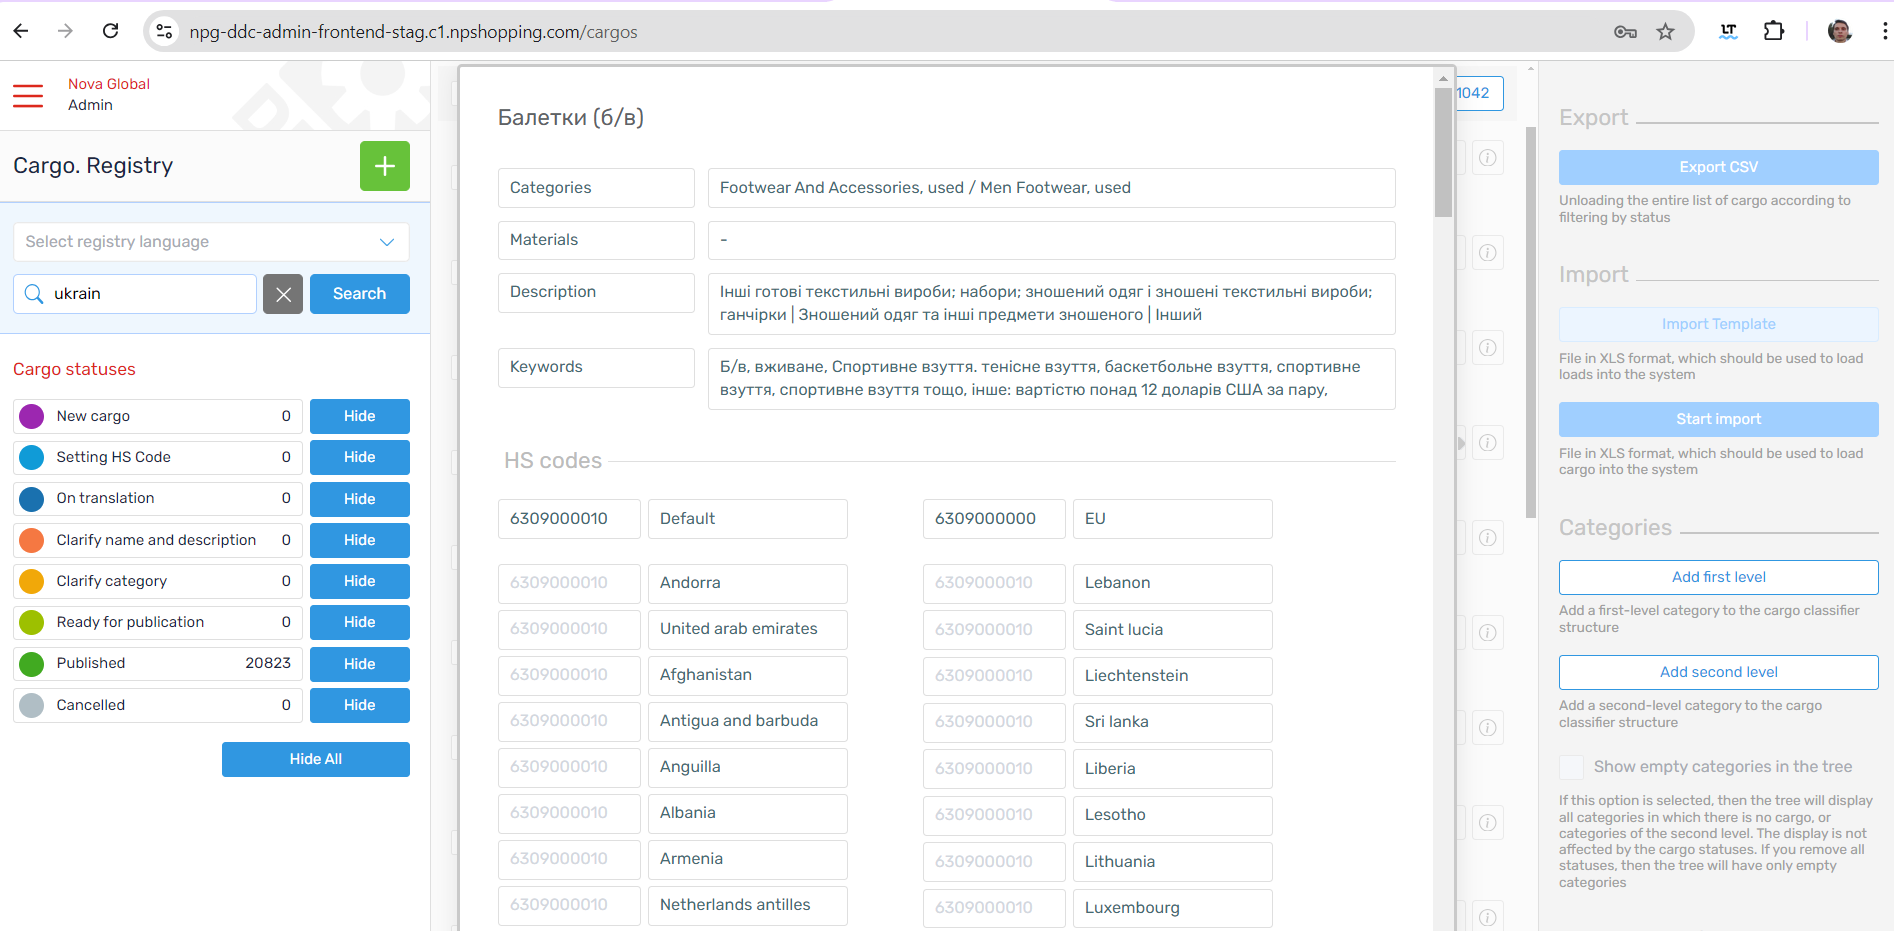 npg-ddc-admin-frontend-stag.c1.npshopping.com/cargos
LT
Nova Global
Admin
Cargo. Registry
Select registry language
ukrain
Search
Cargo statuses
New cargo 0 Hide
Setting HS Code 0 Hide
On translation 0 Hide
Clarify name and description 0 Hide
Clarify category 0 Hide
Ready for publication 0 Hide
Published 20823 Hide
Cancelled 0 Hide
Hide All
Балетки (б/в)
Categories
Footwear And Accessories, used / Men Footwear, used
Materials
-
Description
Інші готові текстильні вироби; набори; зношений одяг і зношені текстильні вироби;
ганчірки | Зношений одяг та інші предмети зношеного | Інший
Keywords
Б/в, вживане, Спортивне взуття. тенісне взуття, баскетбольне взуття, спортивне
взуття, спортивне взуття тощо, інше: вартістю понад 12 доларів США за пару,
HS codes
6309000010 Default 6309000000 EU
6309000010 Andorra 6309000010 Lebanon
6309000010 United arab emirates 6309000010 Saint lucia
6309000010 Afghanistan 6309000010 Liechtenstein
6309000010 Antigua and barbuda 6309000010 Sri lanka
6309000010 Anguilla 6309000010 Liberia
6309000010 Albania 6309000010 Lesotho
6309000010 Armenia 6309000010 Lithuania
6309000010 Netherlands antilles 6309000010 Luxembourg
1042
Export
Export CSV
Unloading the entire list of cargo according to
filtering by status
Import
Import Template
File in XLS format, which should be used to load
loads into the system
Start import
File in XLS format, which should be used to load
cargo into the system
Categories
Add first level
Add a first-level category to the cargo classifier
structure
Add second level
Add a second-level category to the cargo
classifier structure
Show empty categories in the tree
If this option is selected, then the tree will display
all categories in which there is no cargo, or
categories of the second level. The display is not
affected by the cargo statuses. If you remove all
statuses, then the tree will have only empty
categories